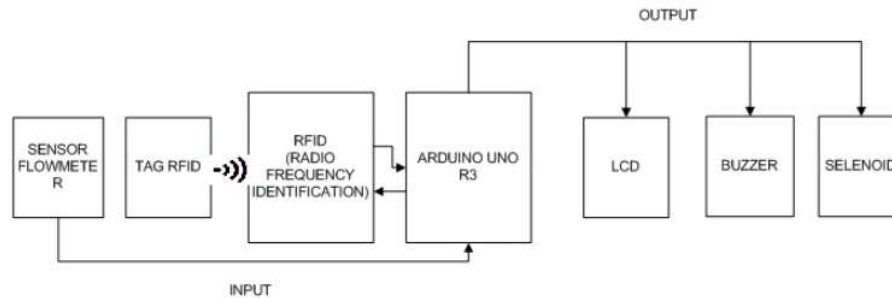 OUTPUT
SENSOR
FLOWMETE
R
TAG RFID
RFID
(RADIO
FREQUENCY
IDENTIFICATION)
ARDUINO UNO
R3
LCD
BUZZER
SELENOID
INPUT